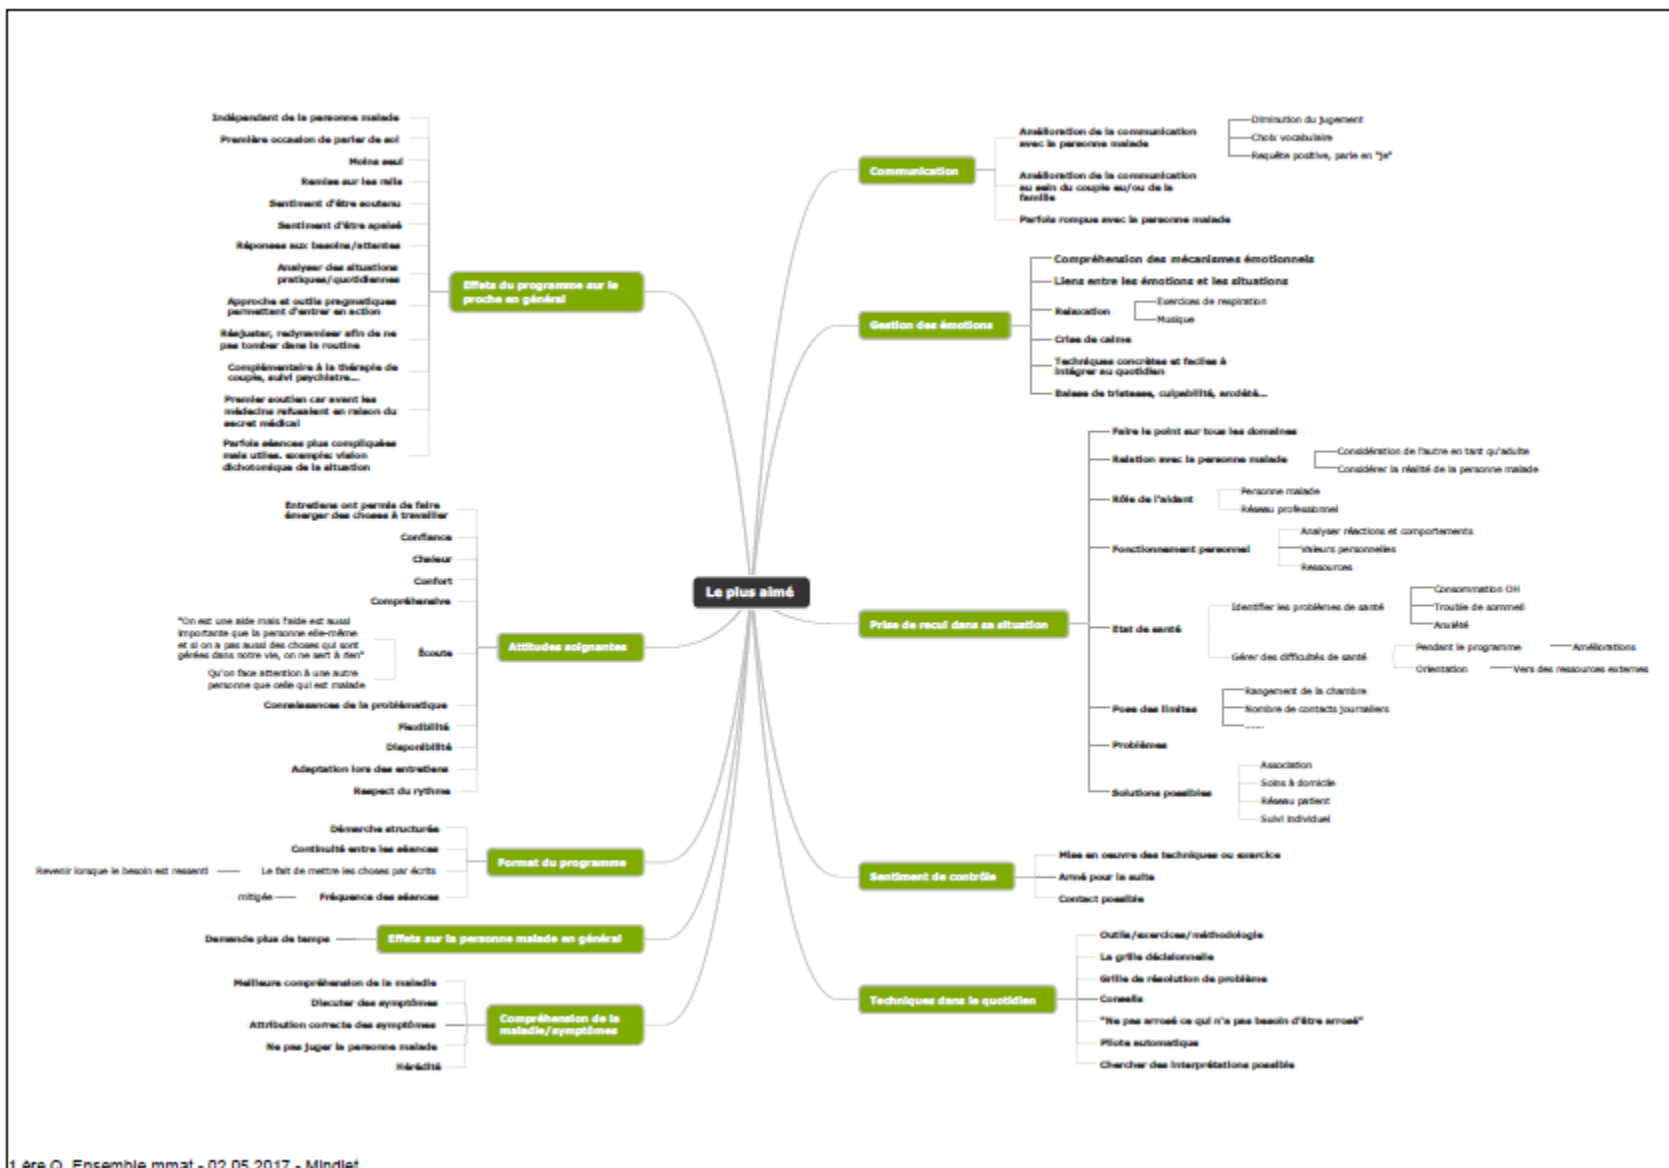 Le plus aimé
Communication
Amélioration de la communication
avec la personne malade
Diminution du jugement
Choix vocabulaire
Requête positive, parle en "je"
Amélioration de la communication
au sein du couple eu/ou de la
famille
Parfois rompue avec la personne malade
Gestion des émotions
Compréhension des mécanismes émotionnels
Liens entre les émotions et les situations
Relaxation
Exercices de respiration
Musique
Crise de calme
Techniques concrètes et faciles à
intégrer au quotidien
Baisse de tristesse, culpabilité, anxiété...
Prise de recul dans sa situation
Faire le point sur tous les domaines
Relation avec la personne malade
Considération de l'autre en tant qu'adulte
Considérer la réalité de la personne malade
Rôle de l'aidant
Personne malade
Réseau professionnel
Fonctionnement personnel
Analyser réactions et comportements
Valeurs personnelles
Ressources
Etat de santé
Identifier les problèmes de santé
Consommation OH
Trouble de sommeil
Anxiété
Gérer des difficultés de santé
Pendant le programme
Améliorations
Orientation
Vers des ressources externes
Pose des limites
Rangement de la chambre
Nombre de contacts journaliers
.....
Problèmes
Solutions possibles
Association
Soins à domicile
Réseau patient
Suivi individuel
Sentiment de contrôle
Mise en oeuvre des techniques ou exercice
Armé pour la suite
Contact possible
Techniques dans le quotidien
Outils/exercices/méthodologie
La grille décisionnelle
Grille de résolution de problème
Conseils
"Ne pas arrosé ce qui n'a pas besoin d'être arrosé"
Pilote automatique
Chercher des interprétations possible
Effets du programme sur le
proche en général
Indépendant de la personne malade
Première occasion de parler de soi
Moins seul
Remise sur les rails
Sentiment d'être soutenu
Sentiment d'être apaisé
Réponses aux besoins/attentes
Analyser des situations
pratiques/quotidiennes
Approche et outils pragmatiques
permettant d'entrer en action
Réajuster, redynamiser afin de ne
pas tomber dans la routine
Complémentaire à la thérapie de
couple, suivi psychiatre...
Premier soutien car avant les
médecins refusaient en raison du
secret médical
Parfois séances plus compliquées
mais utiles. exemple: vision
dichotomique de la situation
Attitudes soignantes
Entretiens ont permis de faire
émerger des choses à travailler
Confiance
Chaleur
Confort
Compréhensive
Écoute
"On est une aide mais l'aide est aussi
importante que la personne elle-même
et si on a pas aussi des choses qui sont
gérées dans notre vie, on ne sert à rien"
Qu'on face attention à une autre
personne que celle qui est malade
Connaissances de la problématique
Flexibilité
Disponibilité
Adaptation lors des entretiens
Respect du rythme
Format du programme
Démarche structurée
Continuité entre les séances
Le fait de mettre les choses par écrits
Revenir lorsque le besoin est ressenti
Fréquence des séances
mitigée
Effets sur la personne malade en général
Demande plus de temps
Compréhension de la
maladie/symptômes
Meilleure compréhension de la maladie
Discuter des symptômes
Attribution correcte des symptômes
Ne pas juger la personne malade
Hérédité
1 ère Q_Ensemble.mmat - 02.05.2017 - Mindjet